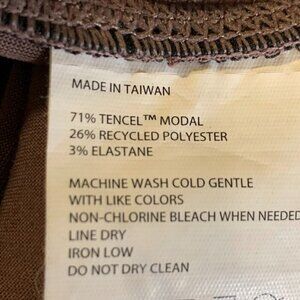 MADE IN TAIWAN
71% TENCEL™ MODAL
26% RECYCLED POLYESTER
3% ELASTANE
MACHINE WASH COLD GENTLE
WITH LIKE COLORS
NON-CHLORINE BLEACH WHEN NEEDED
LINE DRY
IRON LOW
DO NOT DRY CLEAN